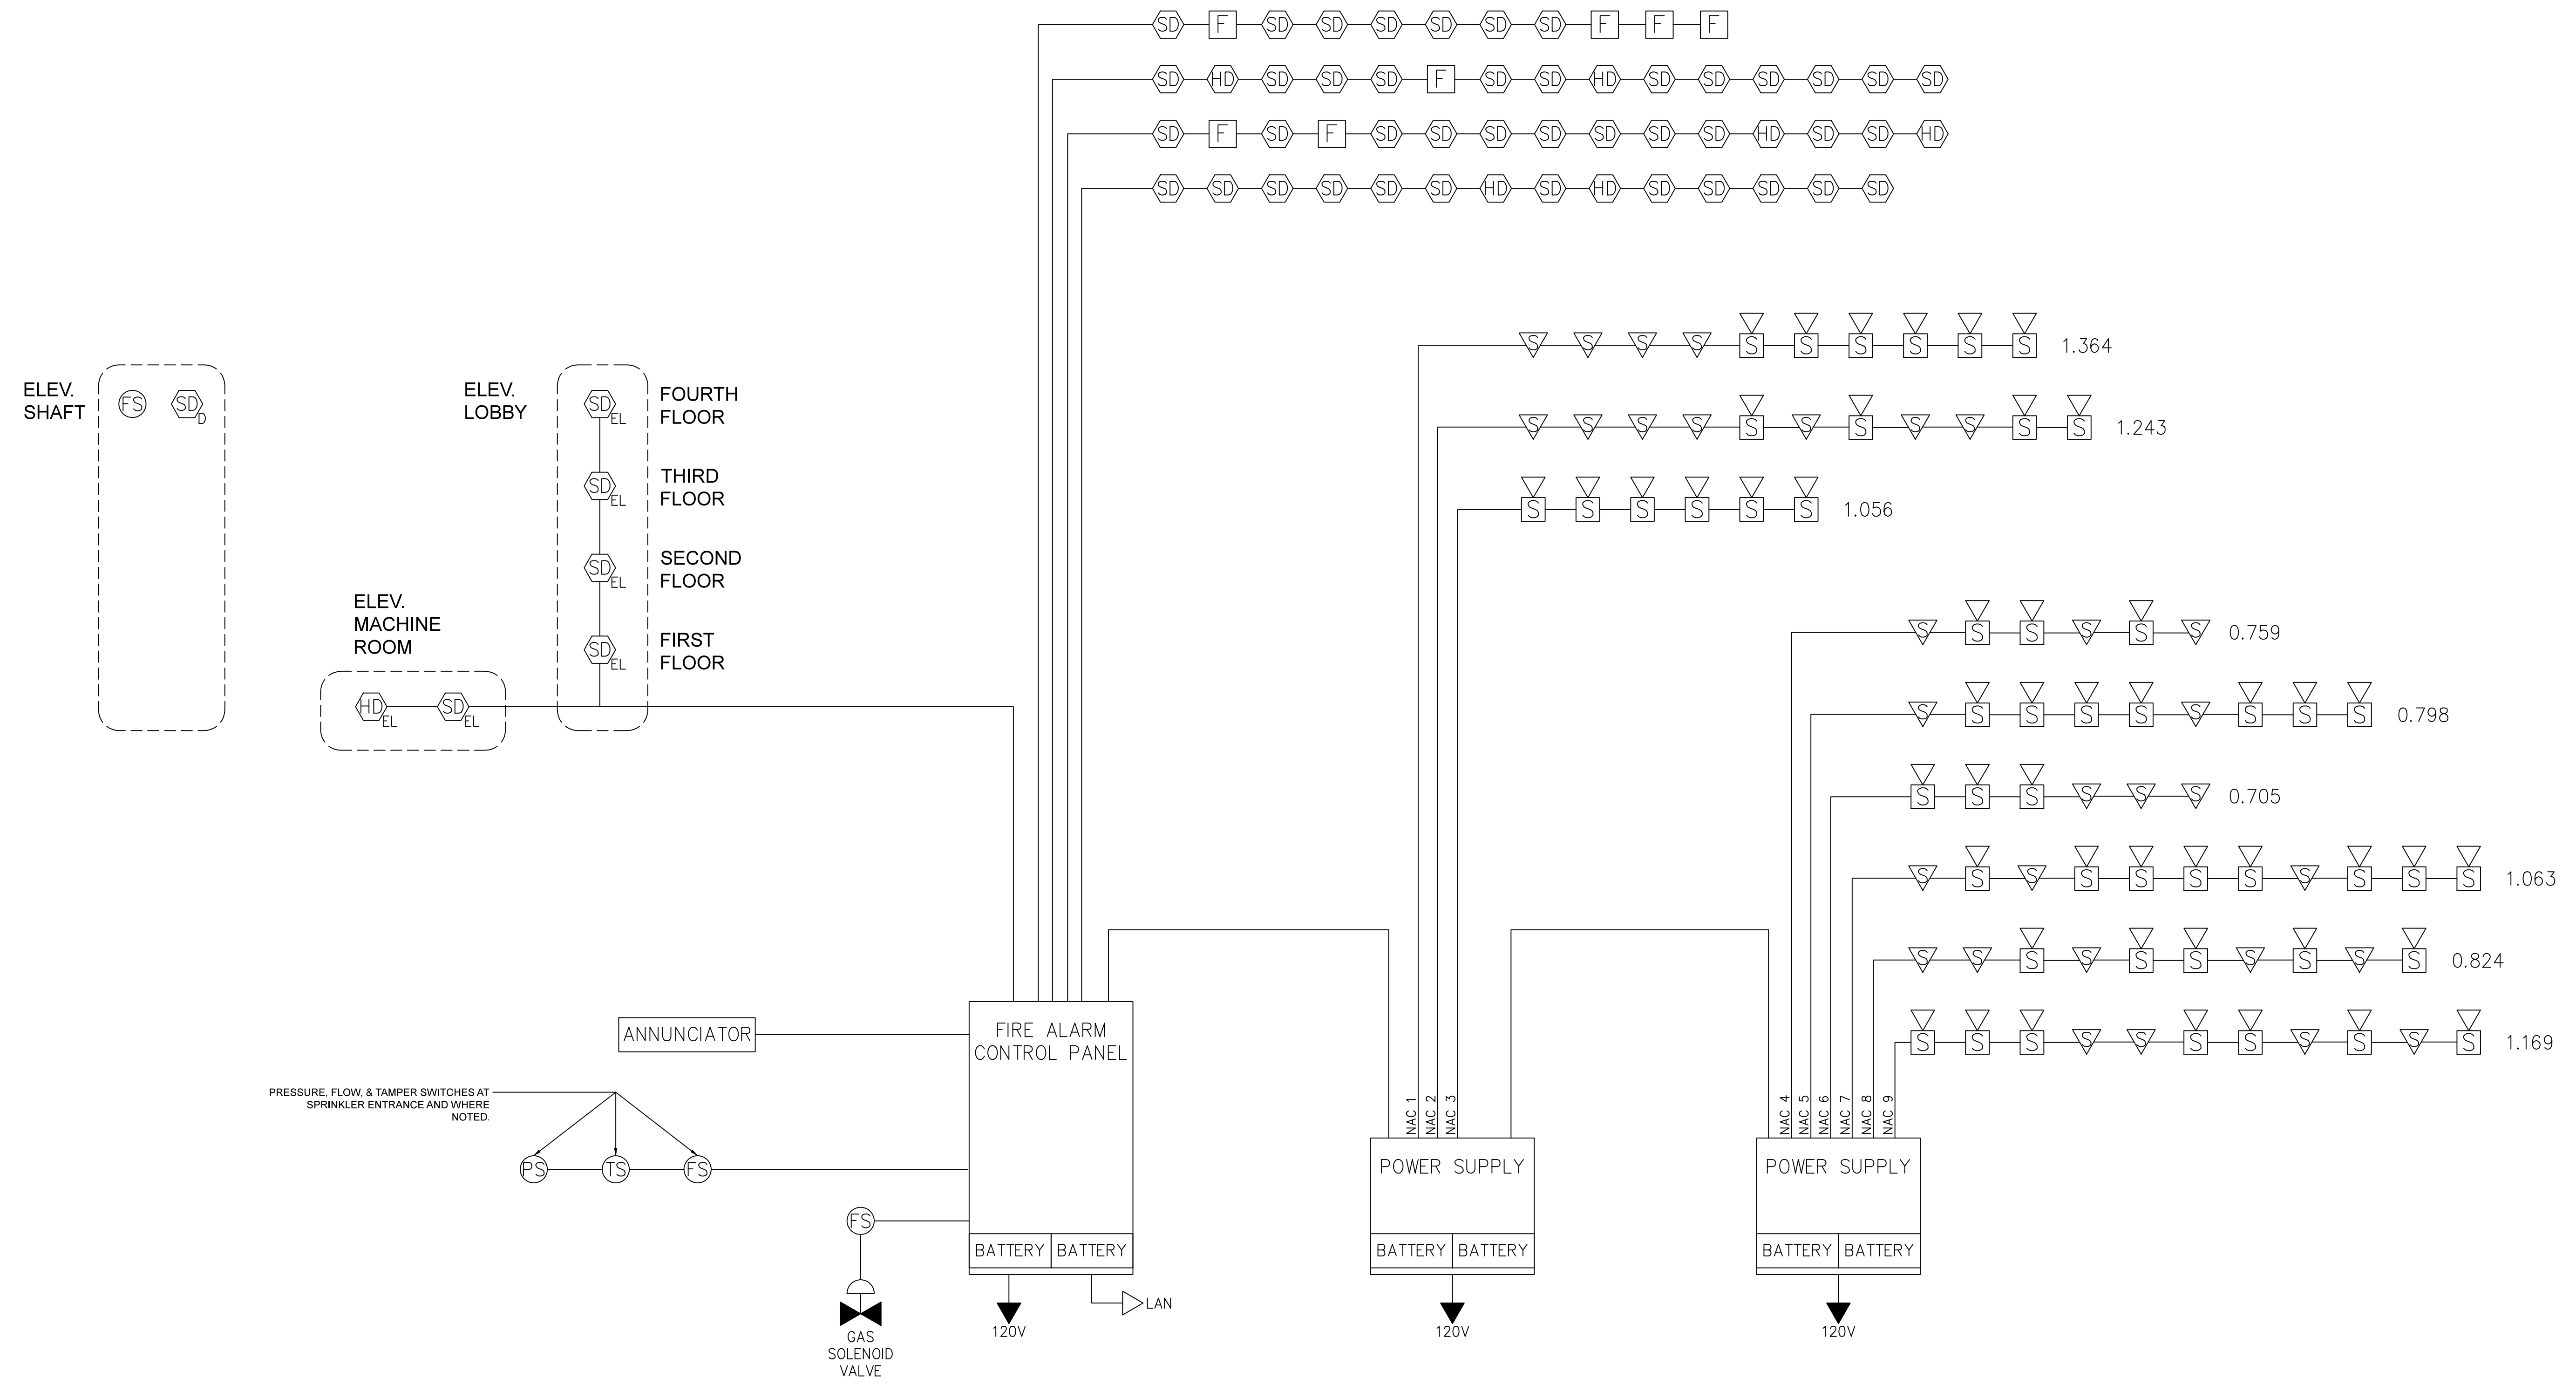 SD F SD SD SD SD SD SD F F F
SD HD SD SD SD F SD SD HD SD SD SD SD SD SD
SD F SD F SD SD SD SD SD SD SD HD SD SD HD
SD SD SD SD SD SD HD SD HD SD SD SD SD SD
S S S S S S S S S S 1.364
S S S S S S S S S S S 1.243
S S S S S S 1.056
ELEV.
SHAFT
FS SD D
ELEV.
LOBBY
SD EL
FOURTH
FLOOR
SD EL
THIRD
FLOOR
SD EL
SECOND
FLOOR
SD EL
FIRST
FLOOR
ELEV.
MACHINE
ROOM
HD EL SD EL
S S S S S S 0.759
S S S S S S S S S 0.798
S S S S S S 0.705
S S S S S S S S S S S 1.063
S S S S S S S S S S 0.824
S S S S S S S S S S S 1.169
ANNUNCIATOR
FIRE ALARM
CONTROL PANEL
PRESSURE, FLOW, & TAMPER SWITCHES AT
SPRINKLER ENTRANCE AND WHERE
NOTED.
PS TS FS
FS
GAS
SOLENOID
VALVE
BATTERY BATTERY
120V
LAN
NAC 1
NAC 2
NAC 3
POWER SUPPLY
BATTERY BATTERY
120V
NAC 4
NAC 5
NAC 6
NAC 7
NAC 8
NAC 9
POWER SUPPLY
BATTERY BATTERY
120V